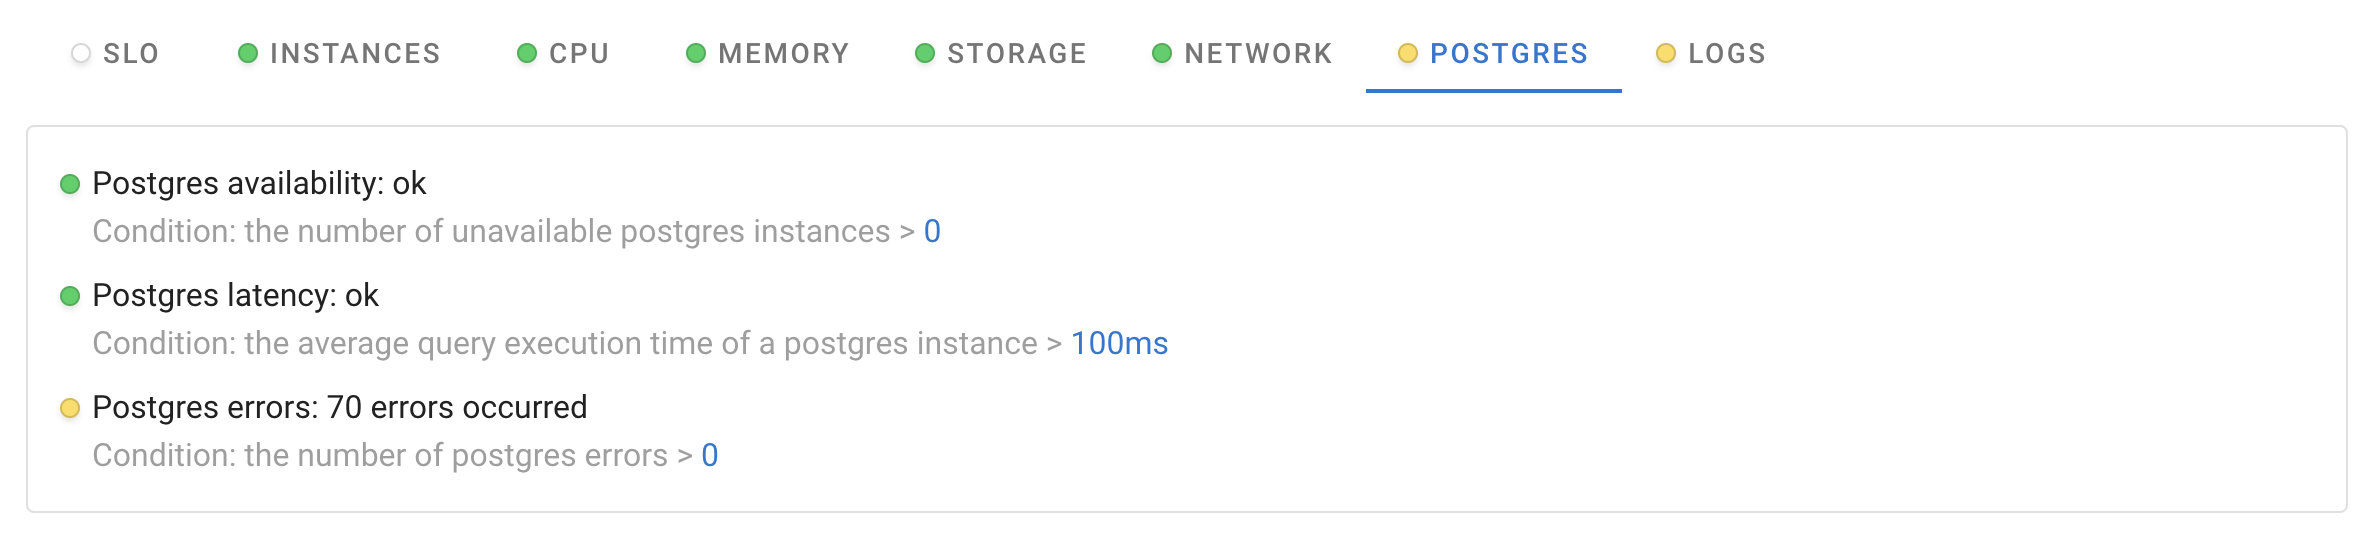 SLO INSTANCES CPU MEMORY STORAGE NETWORK POSTGRES LOGS
Postgres availability: ok
Condition: the number of unavailable postgres instances > 0
Postgres latency: ok
Condition: the average query execution time of a postgres instance > 100ms
Postgres errors: 70 errors occurred
Condition: the number of postgres errors > 0